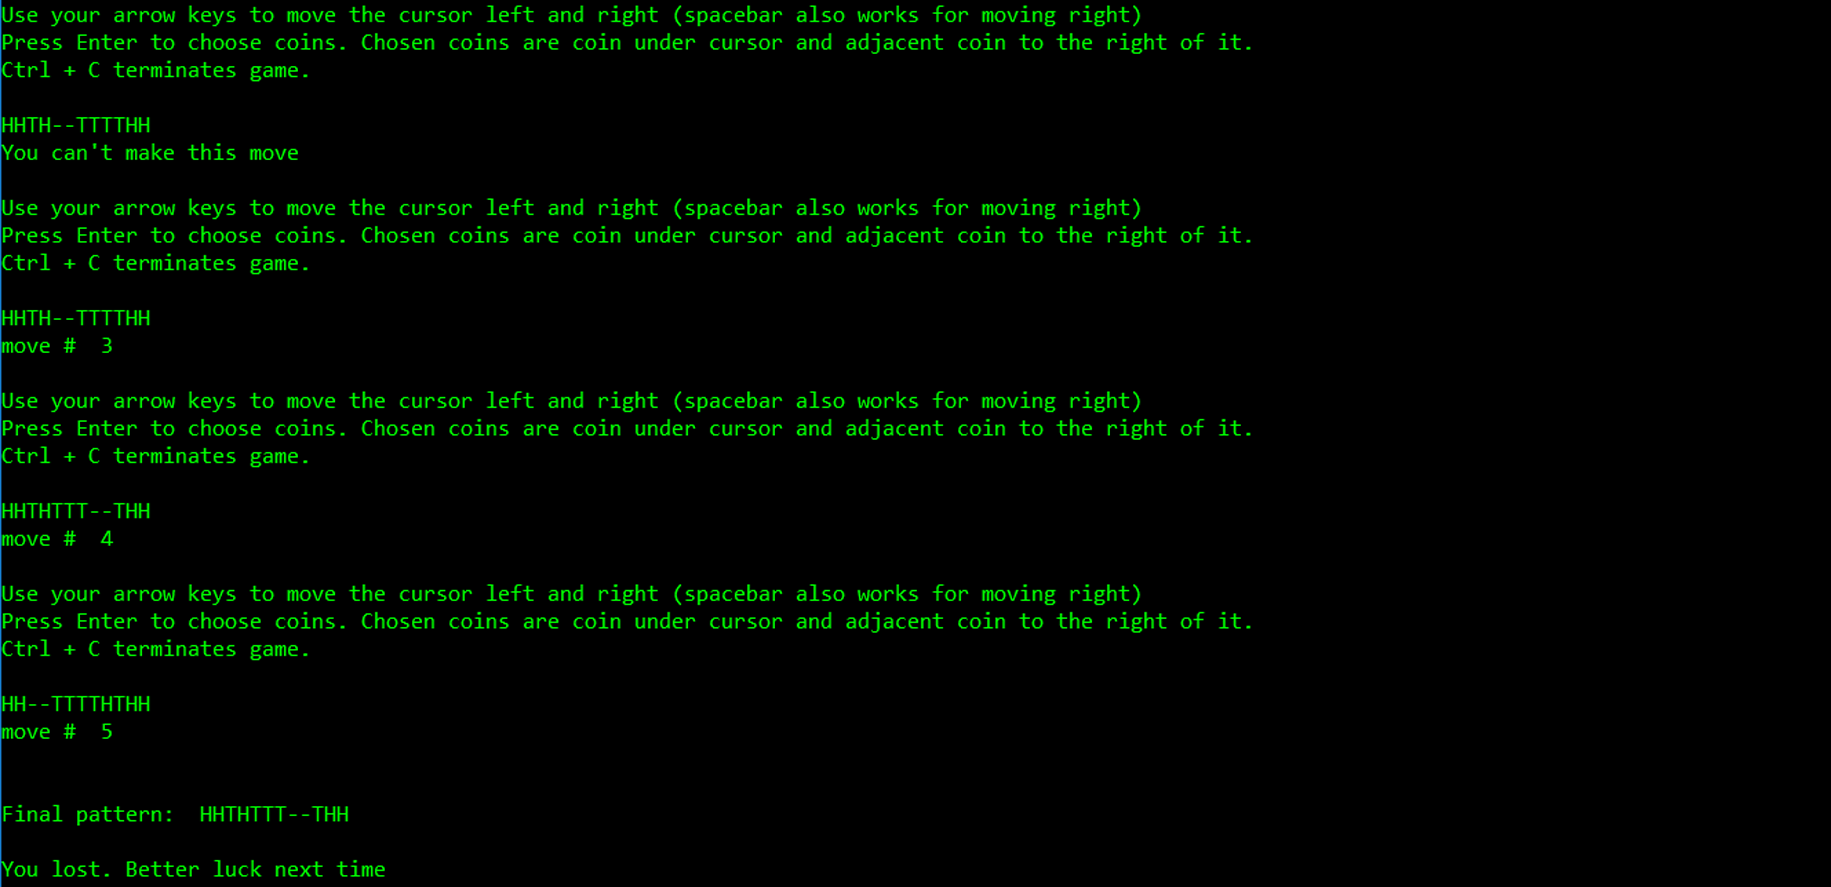 Use your arrow keys to move the cursor left and right (spacebar also works for moving right)
Press Enter to choose coins. Chosen coins are coin under cursor and adjacent coin to the right of it.
Ctrl + C terminates game.
HHTH--TTTTHH
You can't make this move
Use your arrow keys to move the cursor left and right (spacebar also works for moving right)
Press Enter to choose coins. Chosen coins are coin under cursor and adjacent coin to the right of it.
Ctrl + C terminates game.
HHTH--TTTTHH
move #  3
Use your arrow keys to move the cursor left and right (spacebar also works for moving right)
Press Enter to choose coins. Chosen coins are coin under cursor and adjacent coin to the right of it.
Ctrl + C terminates game.
HHTHTTT--THH
move #  4
Use your arrow keys to move the cursor left and right (spacebar also works for moving right)
Press Enter to choose coins. Chosen coins are coin under cursor and adjacent coin to the right of it.
Ctrl + C terminates game.
HH--TTTTHTHH
move #  5
Final pattern:  HHTHTTT--THH
You lost. Better luck next time